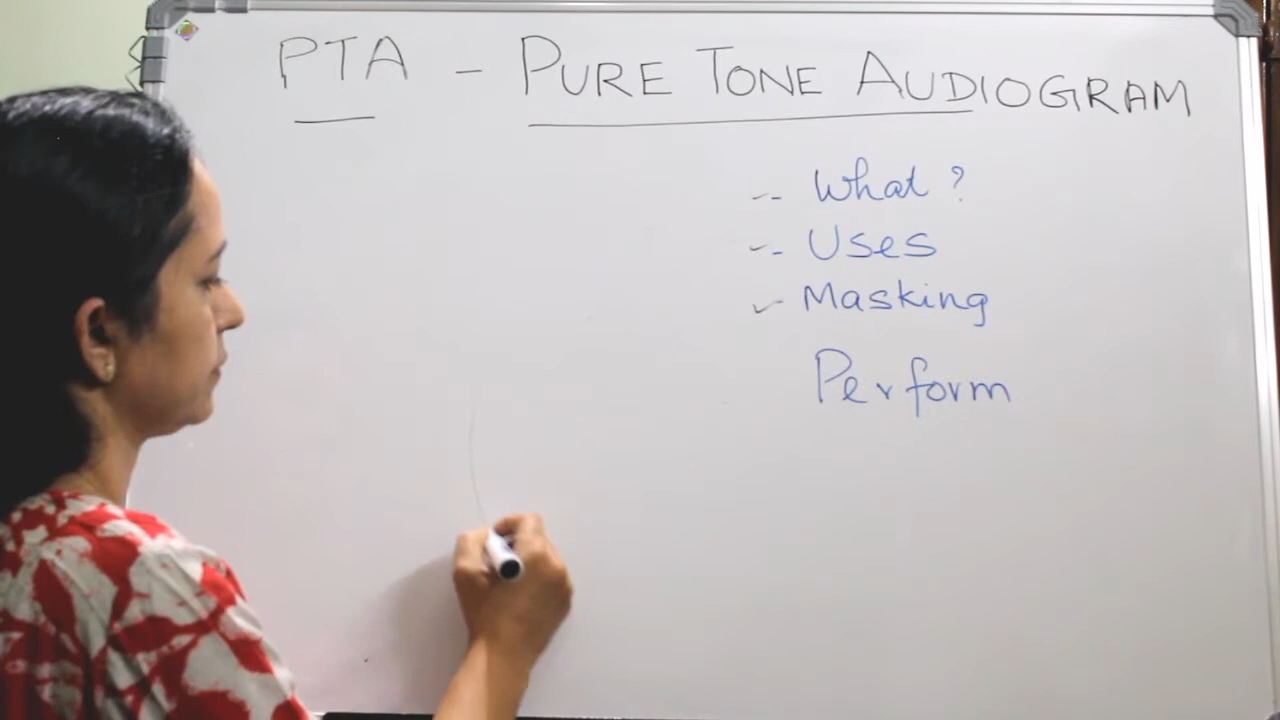 PTA - PURE TONE AUDIOGRAM
- What ?
- Uses
Masking
Perform